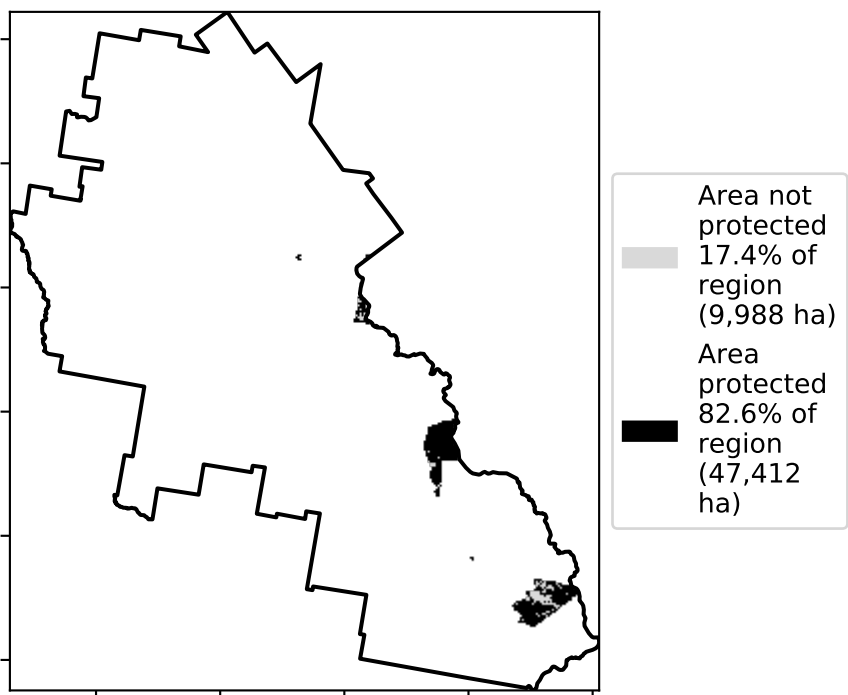 Area not
protected
17.4% of
region
(9,988 ha)
Area
protected
82.6% of
region
(47,412
ha)